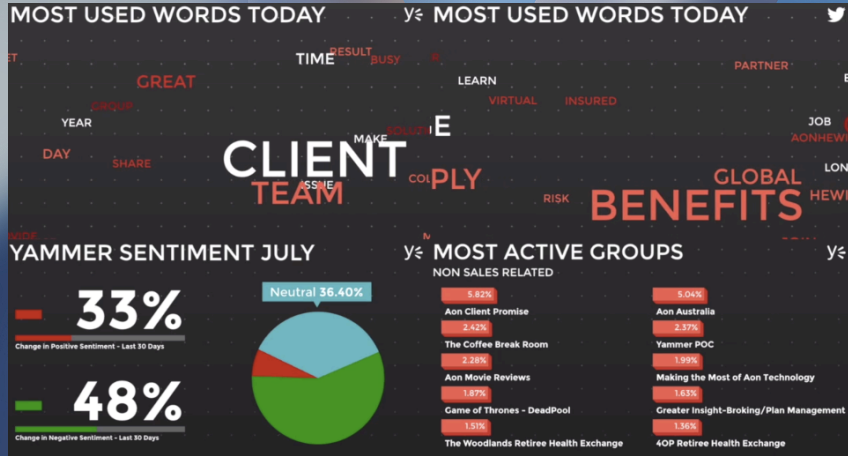 MOST USED WORDS TODAY
TIME
RESULT
BUSY
GREAT
GROUP
YEAR
MAKE
DAY
SHARE
CLIENT
ISSUE
TEAM
MOST USED WORDS TODAY
PARTNER
LEARN
VIRTUAL
INSURED
JOB
E
AONHEWI
LON
PLY
GLOBAL
RISK
BENEFITS
HEWI
YAMMER SENTIMENT JULY
33%
Change in Positive Sentiment - Last 30 Days
48%
Change in Negative Sentiment - Last 30 Days
Neutral 36.40%
MOST ACTIVE GROUPS
NON SALES RELATED
5.82%
Aon Client Promise
2.42%
The Coffee Break Room
2.28%
Aon Movie Reviews
1.87%
Game of Thrones - DeadPool
1.51%
The Woodlands Retiree Health Exchange
5.04%
Aon Australia
2.37%
Yammer POC
1.99%
Making the Most of Aon Technology
1.63%
Greater Insight-Broking/Plan Management
1.36%
4OP Retiree Health Exchange